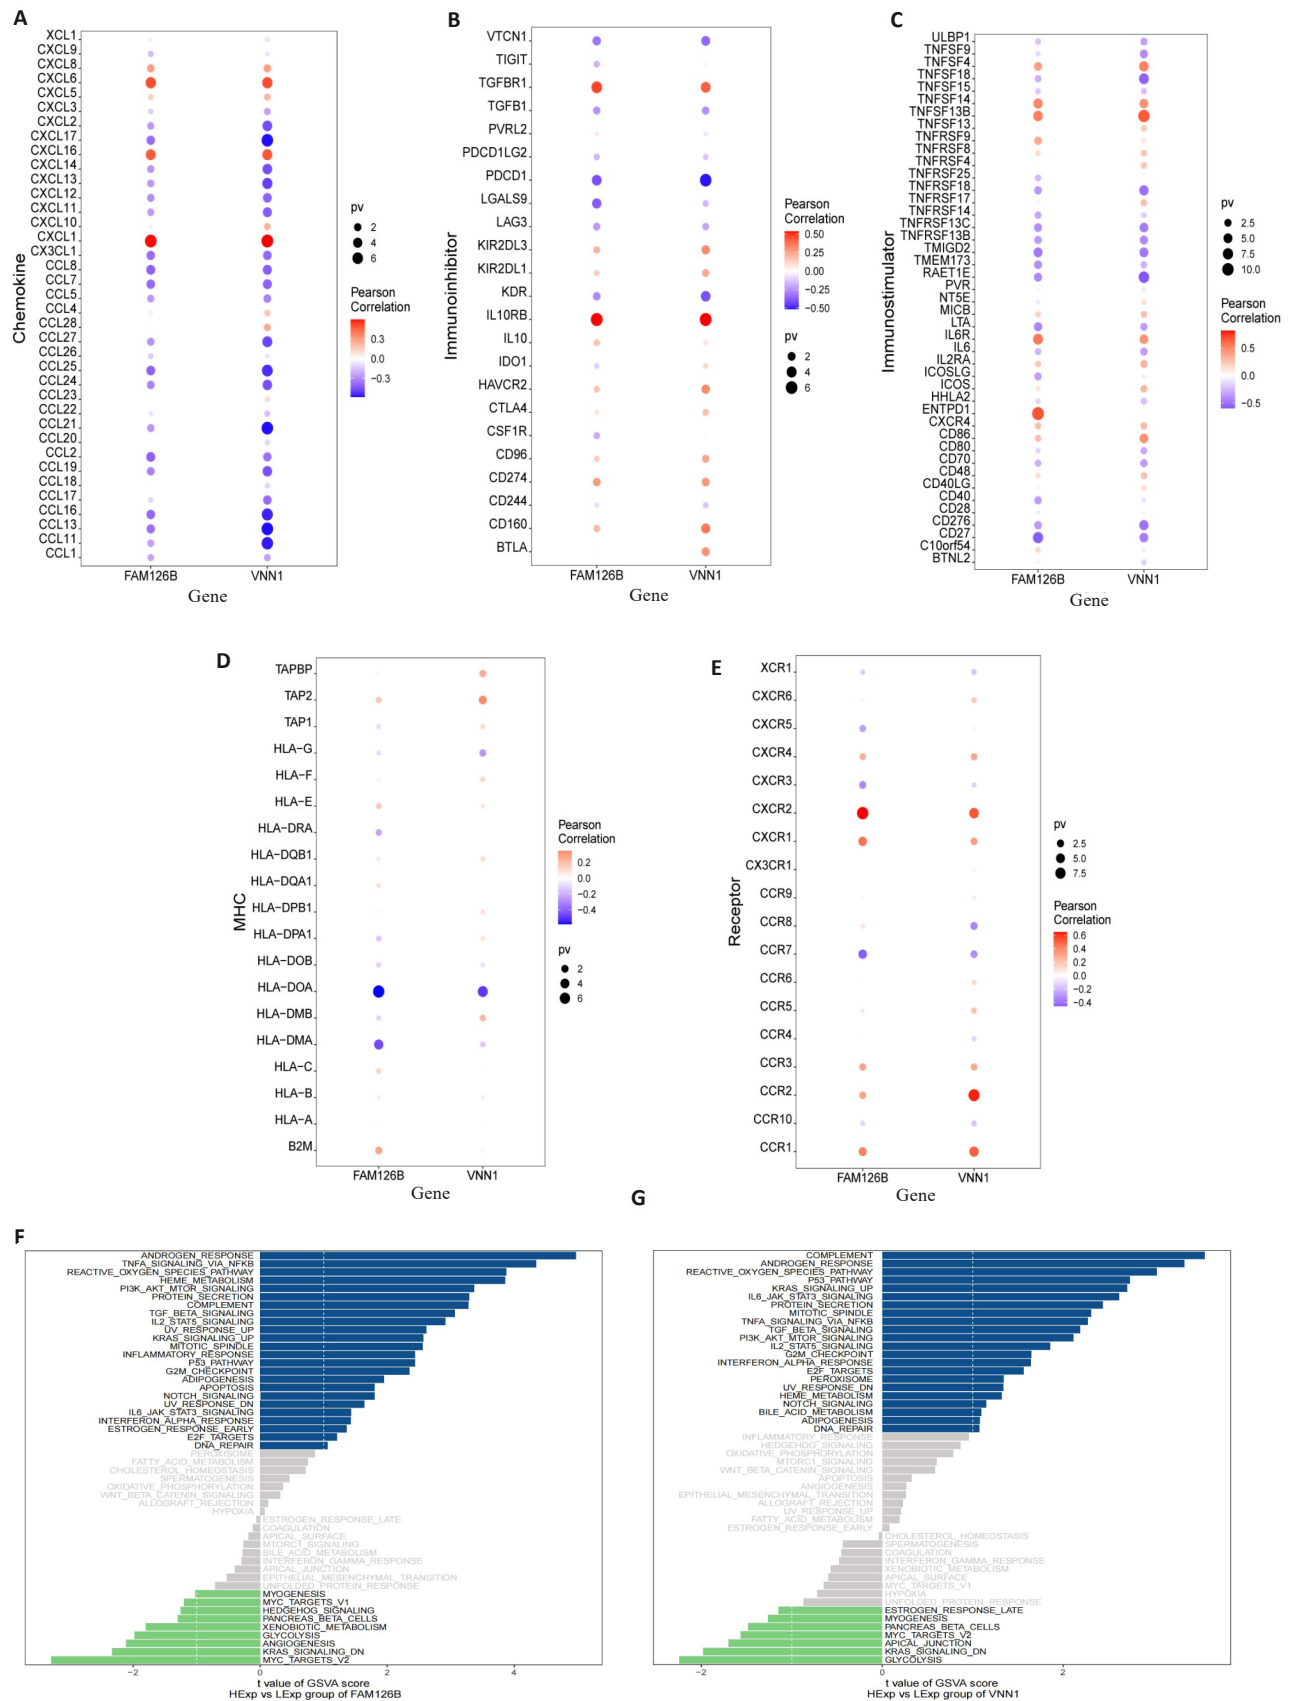 A
XCL1
CXCL9
CXCL8
CXCL6
CXCL5
CXCL3
CXCL2
CXCL17
CXCL16
CXCL14
CXCL13
CXCL12
CXCL11
CXCL10
CXCL1
CX3CL1
CCL8
CCL7
CCL5
CCL4
CCL28
CCL27
CCL26
CCL25
CCL24
CCL23
CCL22
CCL21
CCL20
CCL2
CCL19
CCL18
CCL17
CCL16
CCL13
CCL11
CCL1
Chemokine
FAM126B VNN1
Gene
pv
2
4
6
Pearson
Correlation
0.3
0.0
−0.3
B
VTCN1
TIGIT
TGFBR1
TGFB1
PVRL2
PDCD1LG2
PDCD1
LGALS9
LAG3
KIR2DL3
KIR2DL1
KDR
IL10RB
IL10
IDO1
HAVCR2
CTLA4
CSF1R
CD96
CD274
CD244
CD160
BTLA
Immunoinhibitor
FAM126B VNN1
Gene
Pearson
Correlation
0.50
0.25
0.00
−0.25
−0.50
pv
2
4
6
C
ULBP1
TNFSF9
TNFSF4
TNFSF18
TNFSF15
TNFSF14
TNFSF13B
TNFSF13
TNFRSF9
TNFRSF8
TNFRSF4
TNFRSF25
TNFRSF18
TNFRSF17
TNFRSF14
TNFRSF13C
TNFRSF13B
TMIGD2
TMEM173
RAET1E
PVR
NT5E
MICB
LTA
IL6R
IL6
IL2RA
ICOSLG
ICOS
HHLA2
ENTPD1
CXCR4
CD86
CD80
CD70
CD48
CD40LG
CD40
CD28
CD276
CD27
C10orf54
BTNL2
Immunostimulator
FAM126B VNN1
Gene
pv
2.5
5.0
7.5
10.0
Pearson
Correlation
0.5
0.0
−0.5
D
TAPBP
TAP2
TAP1
HLA−G
HLA−F
HLA−E
HLA−DRA
HLA−DQB1
HLA−DQA1
HLA−DPB1
HLA−DPA1
HLA−DOB
HLA−DOA
HLA−DMB
HLA−DMA
HLA−C
HLA−B
HLA−A
B2M
MHC
FAM126B VNN1
Gene
Pearson
Correlation
0.2
0.0
−0.2
−0.4
pv
2
4
6
E
XCR1
CXCR6
CXCR5
CXCR4
CXCR3
CXCR2
CXCR1
CX3CR1
CCR9
CCR8
CCR7
CCR6
CCR5
CCR4
CCR3
CCR2
CCR10
CCR1
Receptor
FAM126B VNN1
Gene
pv
2.5
5.0
7.5
Pearson
Correlation
0.6
0.4
0.2
0.0
−0.2
−0.4
F
ANDROGEN_RESPONSE
TNFA_SIGNALING_VIA_NFKB
REACTIVE_OXYGEN_SPECIES_PATHWAY
HEME_METABOLISM
PI3K_AKT_MTOR_SIGNALING
PROTEIN_SECRETION
COMPLEMENT
TGF_BETA_SIGNALING
IL2_STAT5_SIGNALING
UV_RESPONSE_UP
KRAS_SIGNALING_UP
MITOTIC_SPINDLE
INFLAMMATORY_RESPONSE
P53_PATHWAY
G2M_CHECKPOINT
ADIPOGENESIS
APOPTOSIS
NOTCH_SIGNALING
UV_RESPONSE_DN
IL6_JAK_STAT3_SIGNALING
INTERFERON_ALPHA_RESPONSE
ESTROGEN_RESPONSE_EARLY
E2F_TARGETS
DNA_REPAIR
PEROXISOME
FATTY_ACID_METABOLISM
CHOLESTEROL_HOMEOSTASIS
SPERMATOGENESIS
OXIDATIVE_PHOSPHORYLATION
WNT_BETA_CATENIN_SIGNALING
ALLOGRAFT_REJECTION
HYPOXIA
ESTROGEN_RESPONSE_LATE
COAGULATION
APICAL_SURFACE
MTORC1_SIGNALING
BILE_ACID_METABOLISM
INTERFERON_GAMMA_RESPONSE
APICAL_JUNCTION
EPITHELIAL_MESENCHYMAL_TRANSITION
UNFOLDED_PROTEIN_RESPONSE
MYOGENESIS
MYC_TARGETS_V1
HEDGEHOG_SIGNALING
PANCREAS_BETA_CELLS
XENOBIOTIC_METABOLISM
GLYCOLYSIS
ANGIOGENESIS
KRAS_SIGNALING_DN
MYC_TARGETS_V2
−2 0 2 4
t value of GSVA score
HExp vs LExp group of FAM126B
G
COMPLEMENT
ANDROGEN_RESPONSE
REACTIVE_OXYGEN_SPECIES_PATHWAY
P53_PATHWAY
KRAS_SIGNALING_UP
IL6_JAK_STAT3_SIGNALING
PROTEIN_SECRETION
MITOTIC_SPINDLE
TNFA_SIGNALING_VIA_NFKB
TGF_BETA_SIGNALING
PI3K_AKT_MTOR_SIGNALING
IL2_STAT5_SIGNALING
G2M_CHECKPOINT
INTERFERON_ALPHA_RESPONSE
E2F_TARGETS
PEROXISOME
UV_RESPONSE_DN
HEME_METABOLISM
NOTCH_SIGNALING
BILE_ACID_METABOLISM
ADIPOGENESIS
DNA_REPAIR
INFLAMMATORY_RESPONSE
HEDGEHOG_SIGNALING
OXIDATIVE_PHOSPHORYLATION
MTORC1_SIGNALING
WNT_BETA_CATENIN_SIGNALING
APOPTOSIS
ANGIOGENESIS
EPITHELIAL_MESENCHYMAL_TRANSITION
ALLOGRAFT_REJECTION
UV_RESPONSE_UP
FATTY_ACID_METABOLISM
ESTROGEN_RESPONSE_EARLY
CHOLESTEROL_HOMEOSTASIS
SPERMATOGENESIS
COAGULATION
INTERFERON_GAMMA_RESPONSE
XENOBIOTIC_METABOLISM
APICAL_SURFACE
MYC_TARGETS_V1
HYPOXIA
UNFOLDED_PROTEIN_RESPONSE
ESTROGEN_RESPONSE_LATE
MYOGENESIS
PANCREAS_BETA_CELLS
MYC_TARGETS_V2
APICAL_JUNCTION
KRAS_SIGNALING_DN
GLYCOLYSIS
−2 0 2
t value of GSVA score
HExp vs LExp group of VNN1